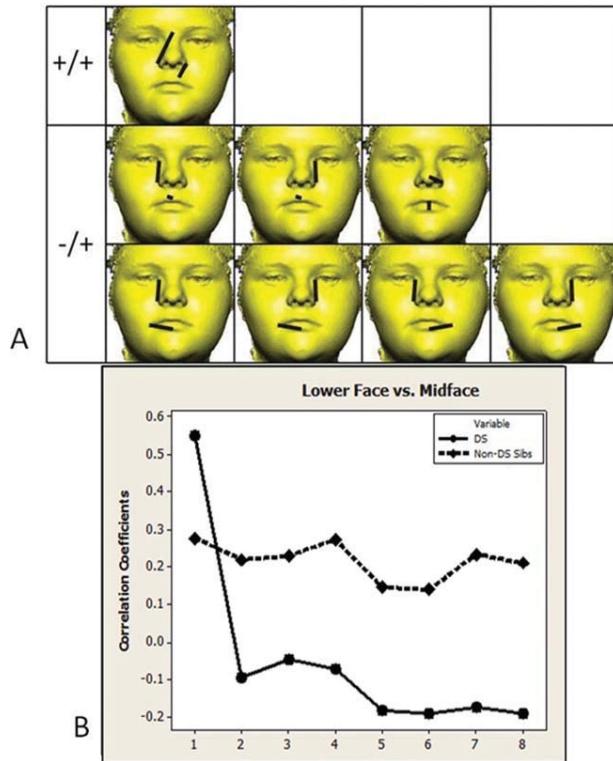 +/+
-/+
A
Lower Face vs. Midface
Variable
DS
Non-DS Sibs
Correlation Coefficients
0.6
0.5
0.4
0.3
0.2
0.1
0.0
-0.1
-0.2
1 2 3 4 5 6 7 8
B